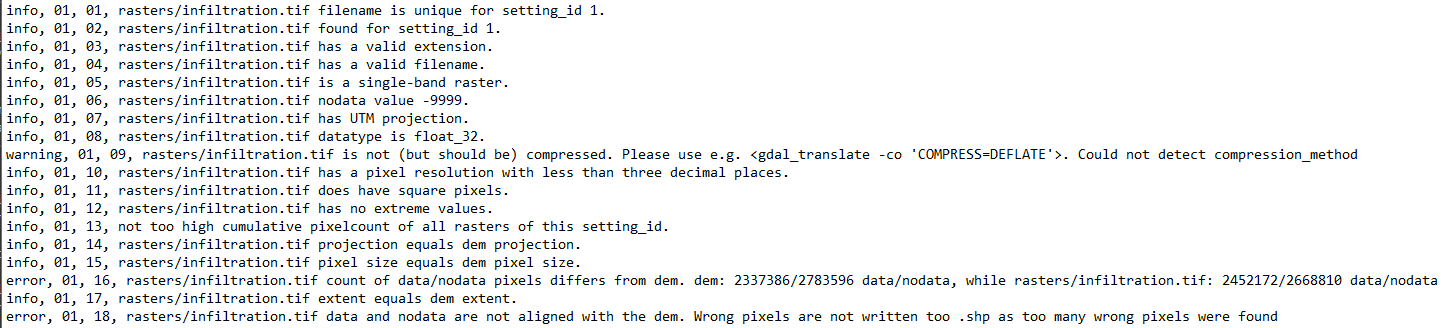 info, 01, 01, rasters/infiltration.tif filename is unique for setting_id 1.
info, 01, 02, rasters/infiltration.tif found for setting_id 1.
info, 01, 03, rasters/infiltration.tif has a valid extension.
info, 01, 04, rasters/infiltration.tif has a valid filename.
info, 01, 05, rasters/infiltration.tif is a single-band raster.
info, 01, 06, rasters/infiltration.tif nodata value -9999.
info, 01, 07, rasters/infiltration.tif has UTM projection.
info, 01, 08, rasters/infiltration.tif datatype is float_32.
warning, 01, 09, rasters/infiltration.tif is not (but should be) compressed. Please use e.g. <gdal_translate -co 'COMPRESS=DEFLATE'>. Could not detect compression_method
info, 01, 10, rasters/infiltration.tif has a pixel resolution with less than three decimal places.
info, 01, 11, rasters/infiltration.tif does have square pixels.
info, 01, 12, rasters/infiltration.tif has no extreme values.
info, 01, 13, not too high cumulative pixelcount of all rasters of this setting_id.
info, 01, 14, rasters/infiltration.tif projection equals dem projection.
info, 01, 15, rasters/infiltration.tif pixel size equals dem pixel size.
error, 01, 16, rasters/infiltration.tif count of data/nodata pixels differs from dem. dem: 2337386/2783596 data/nodata, while rasters/infiltration.tif: 2452172/2668810 data/nodata
info, 01, 17, rasters/infiltration.tif extent equals dem extent.
error, 01, 18, rasters/infiltration.tif data and nodata are not aligned with the dem. Wrong pixels are not written too .shp as too many wrong pixels were found